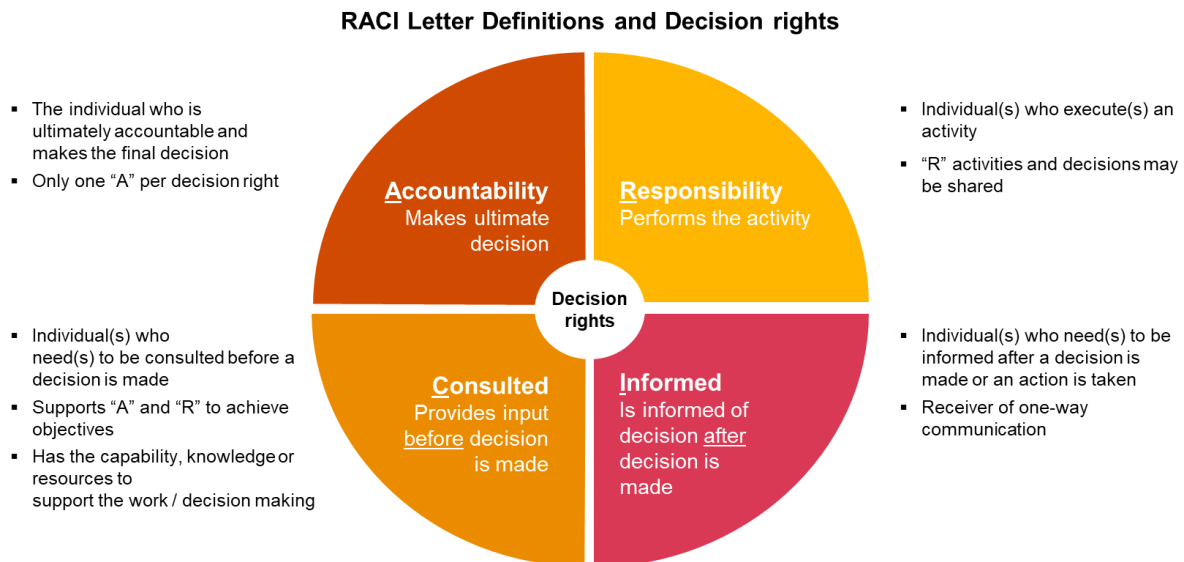 RACI Letter Definitions and Decision rights
▪ The individual who is
ultimately accountable and
makes the final decision
▪ Only one “A” per decision right
Accountability
Makes ultimate
decision
Responsibility
Performs the activity
▪ Individual(s) who execute(s) an
activity
▪ “R” activities and decisions may
be shared
Decision
rights
▪ Individual(s) who
need(s) to be consulted before a
decision is made
▪ Supports “A” and “R” to achieve
objectives
▪ Has the capability, knowledge or
resources to
support the work / decision making
Consulted
Provides input
before decision
is made
Informed
Is informed of
decision after
decision is
made
▪ Individual(s) who need(s) to be
informed after a decision is
made or an action is taken
▪ Receiver of one-way
communication